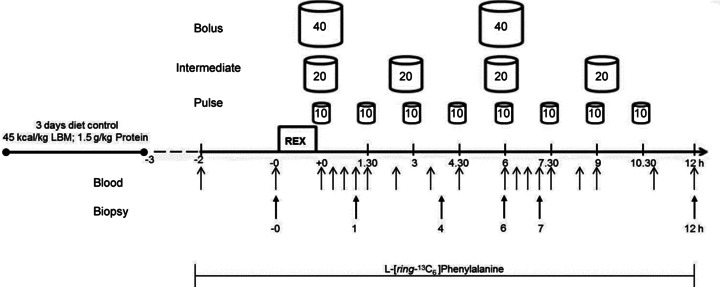 Bolus 40 40
Intermediate 20 20 20 20
Pulse 10 10 10 10 10 10 10 10
3 days diet control
45 kcal/kg LBM; 1.5 g/kg Protein
REX
-3 -2 -0 +0 1.30 3 4.30 6 7.30 9 10.30 12 h
Blood
Biopsy
-0 1 4 6 7 12 h
L-[ring-¹³C₆]Phenylalanine